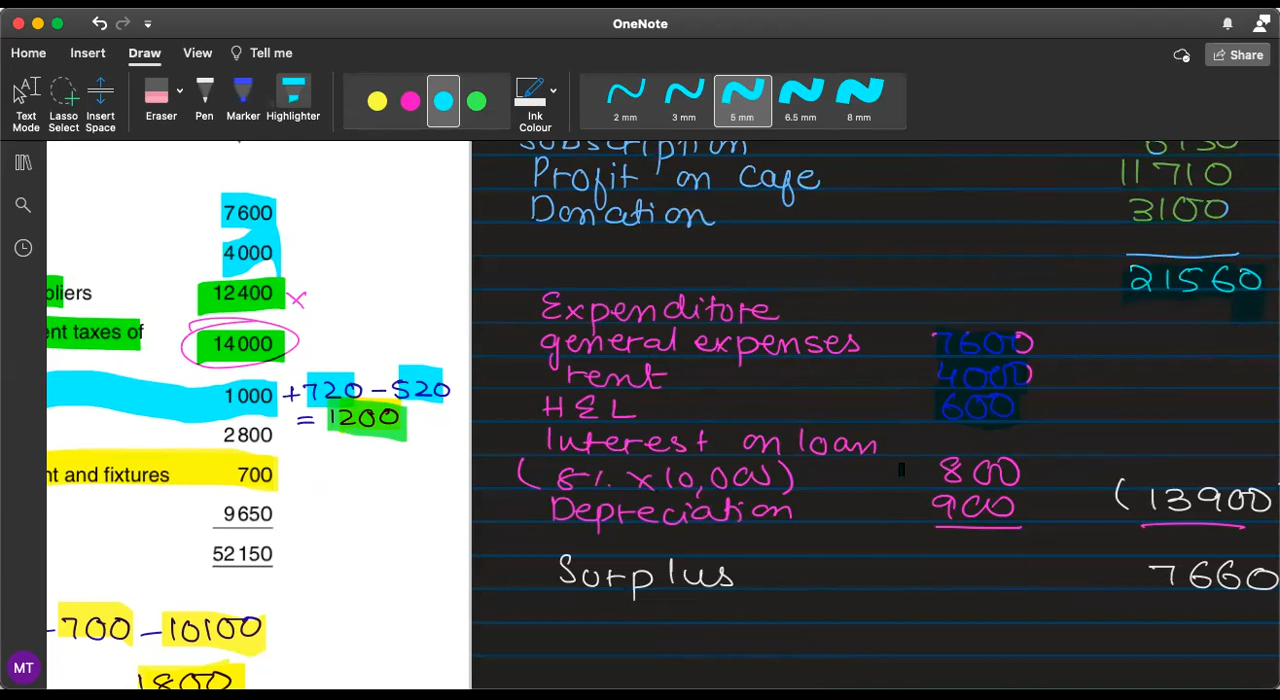 OneNote
Home Insert Draw View Tell me
Share
Text Mode
Lasso Select
Insert Space
Eraser
Pen
Marker
Highlighter
Ink Colour
2 mm 3 mm 5 mm 6.5 mm 8 mm
7600
4000
bliers 12400 x
ent taxes of 14000
1000 +720 -520
= 1200
2800
nt and fixtures 700
9650
52150
-700 -10100
1800
MT
subscription
Profit on cafe 11710
Donation 3100
21560
Expenditore
general expenses 7600
rent 4000
H & L 600
Interest on loan
(8% x 10,000) 800
Depreciation 900 (13900
Surplus 7660